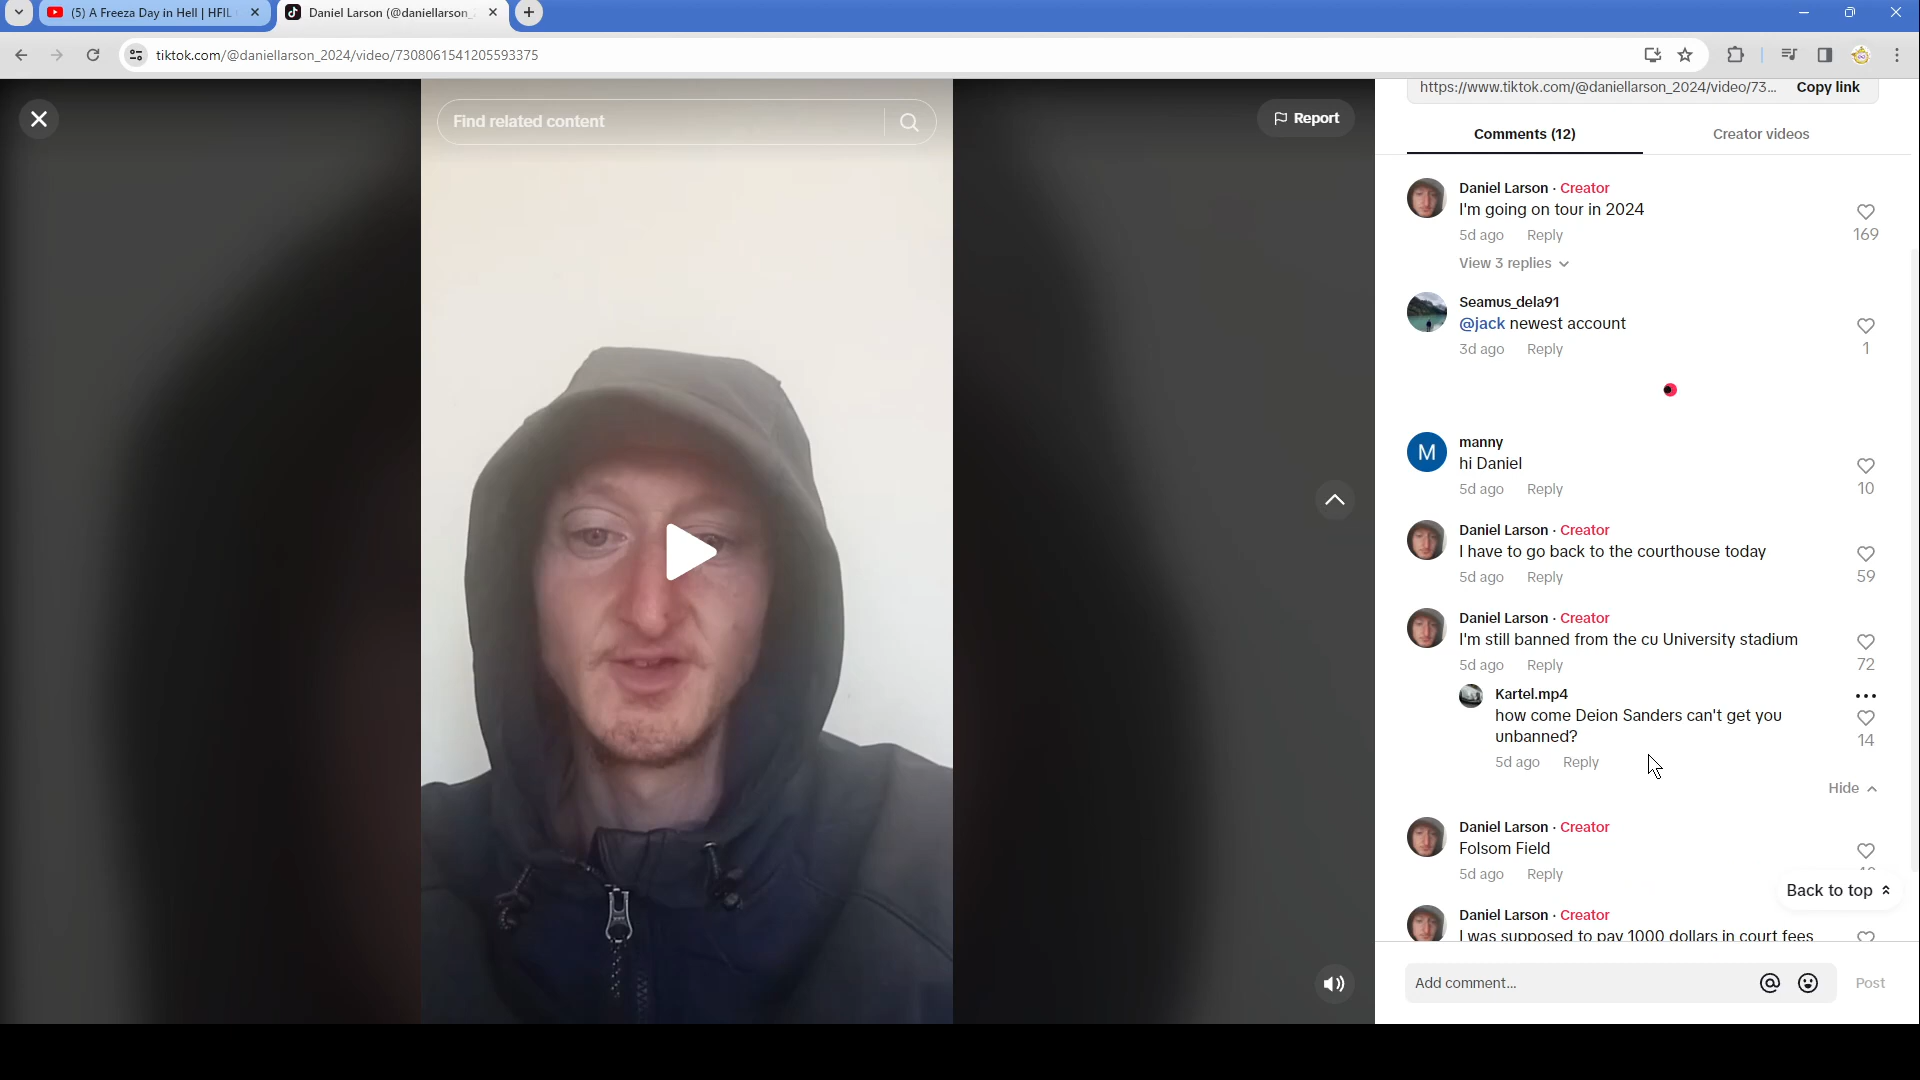 (5) A Freeza Day in Hell | HFIL
Daniel Larson (@daniellarson_
tiktok.com/@daniellarson_2024/video/7308061541205593375
Find related content
Report
https://www.tiktok.com/@daniellarson_2024/video/73...
Copy link
Comments (12)
Creator videos
Daniel Larson · Creator
I'm going on tour in 2024
5d ago Reply
169
View 3 replies
Seamus_dela91
@jack newest account
3d ago Reply
1
M
manny
hi Daniel
5d ago Reply
10
Daniel Larson · Creator
I have to go back to the courthouse today
5d ago Reply
59
Daniel Larson · Creator
I'm still banned from the cu University stadium
5d ago Reply
72
Kartel.mp4
how come Deion Sanders can't get you
unbanned?
14
5d ago Reply
Hide
Daniel Larson · Creator
Folsom Field
5d ago Reply
Back to top
Daniel Larson · Creator
I was supposed to pay 1000 dollars in court fees
Add comment...
Post